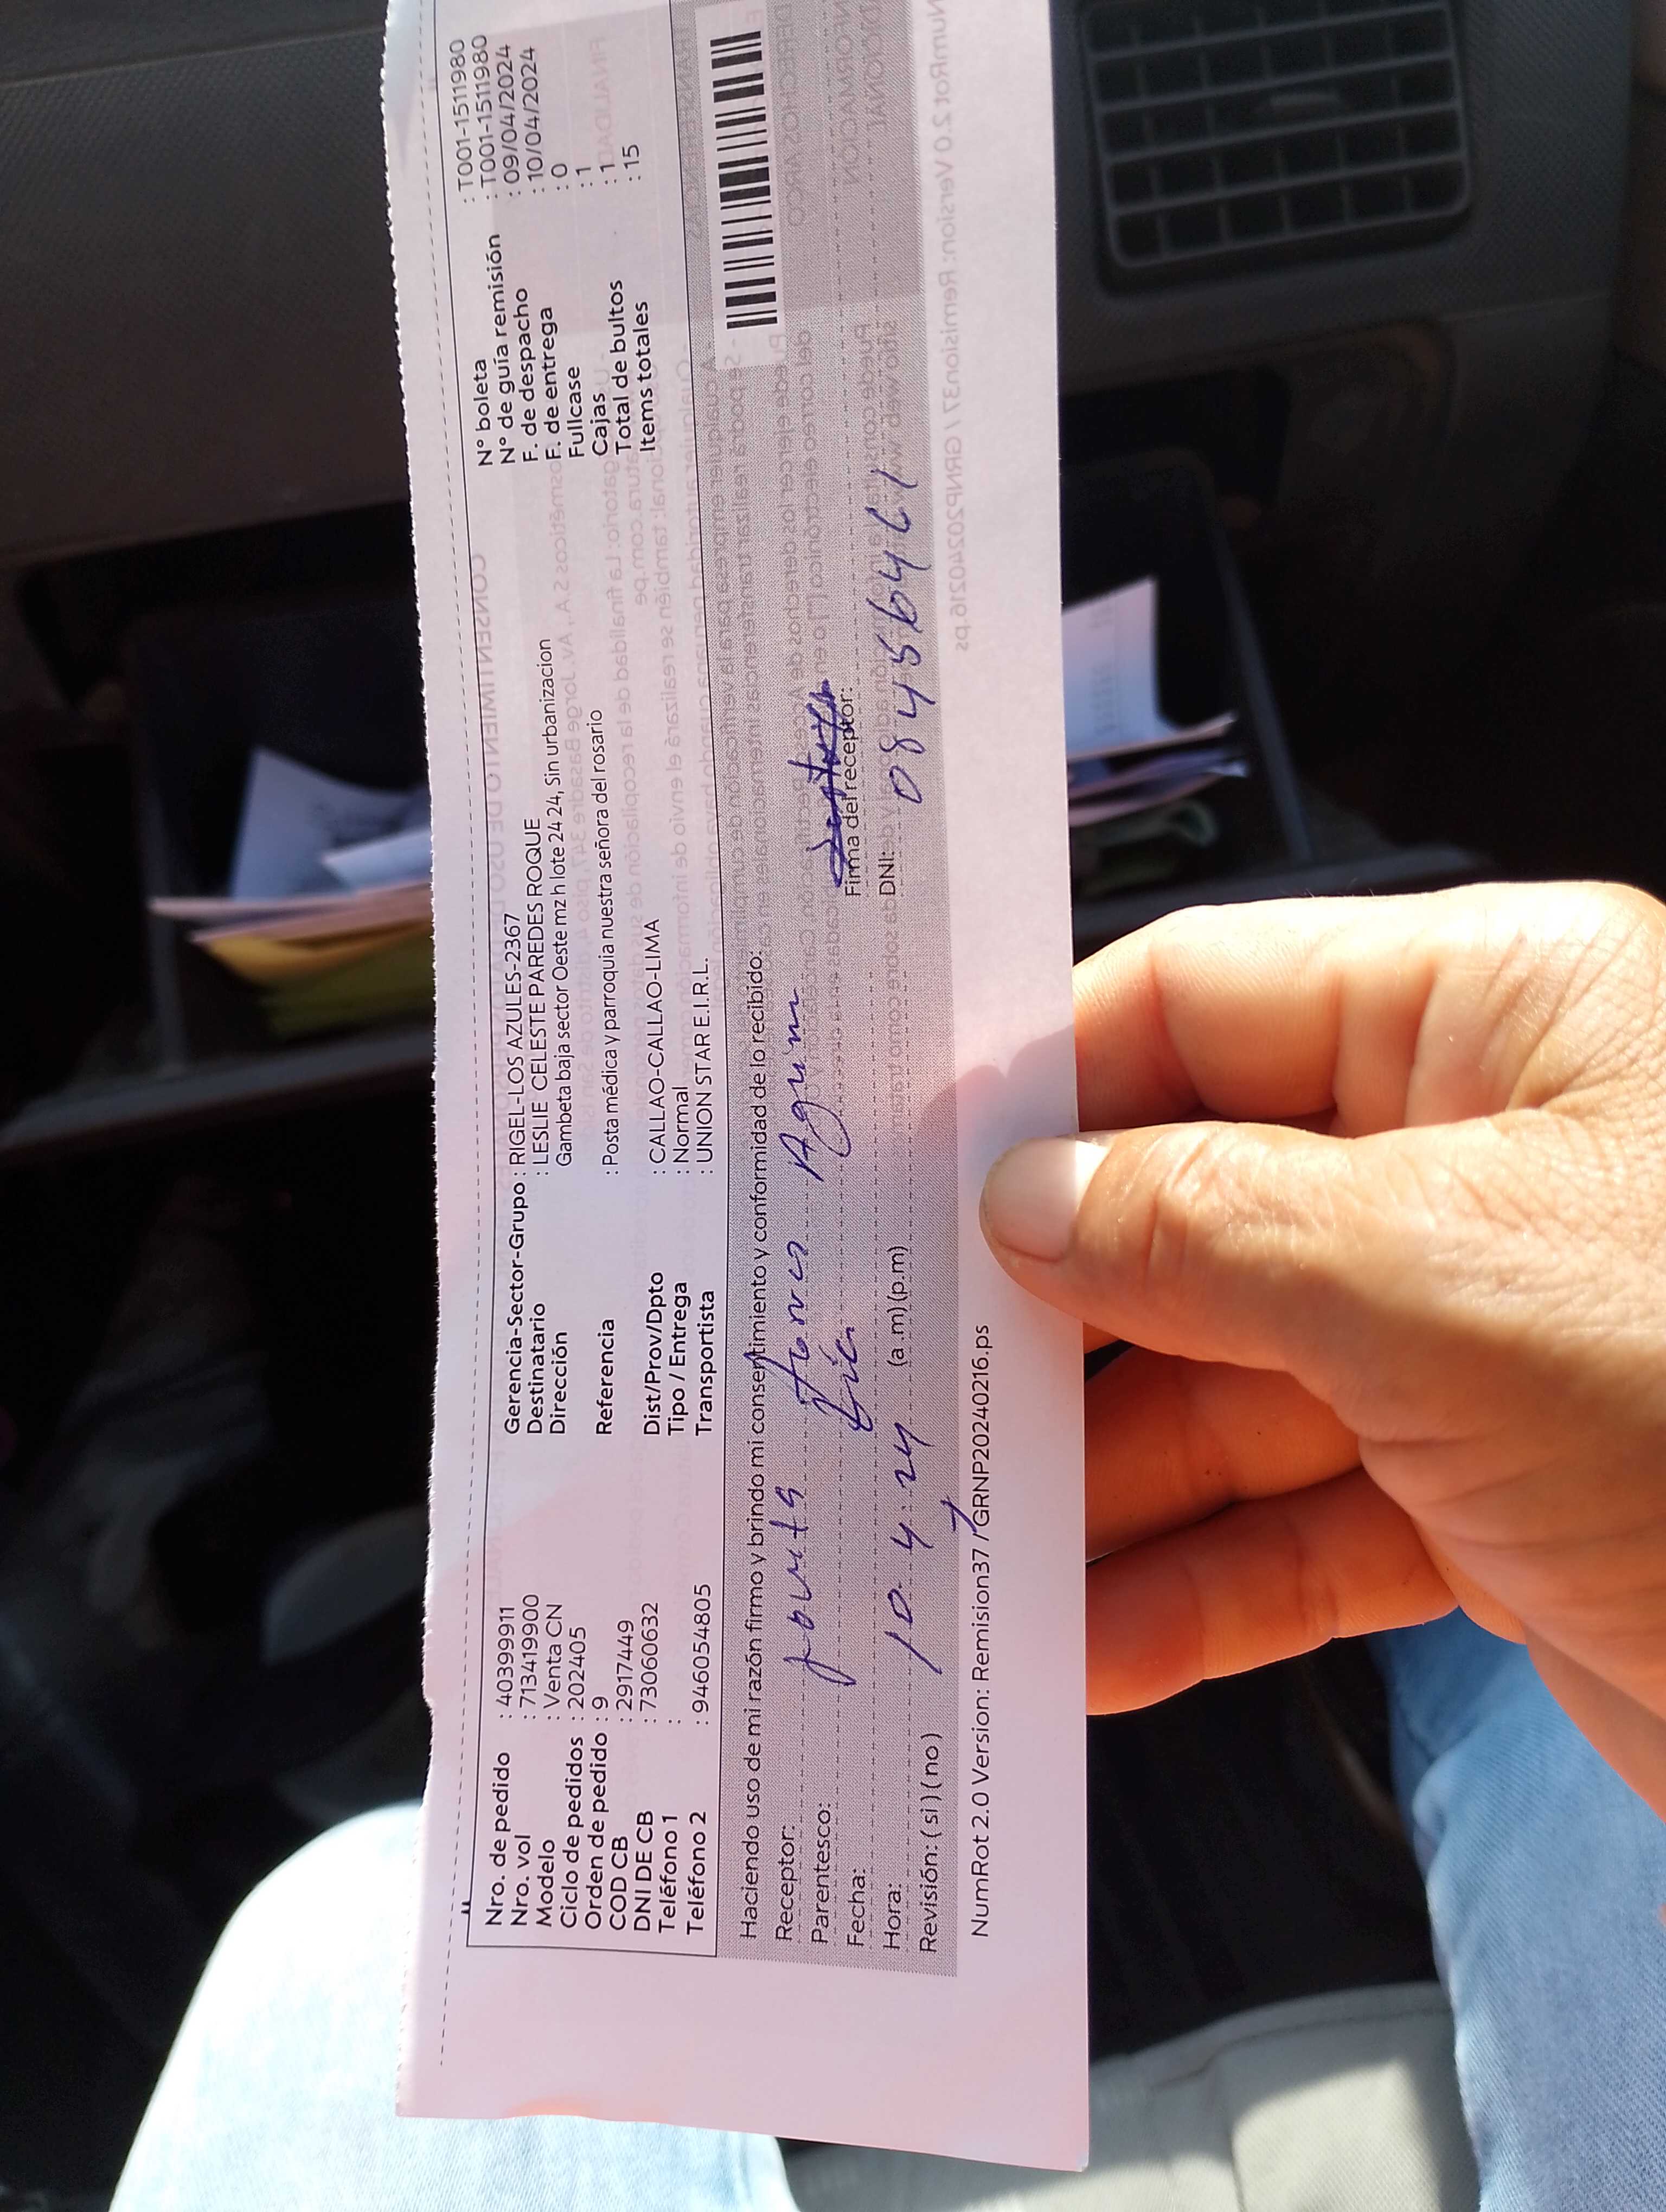 Nro. de pedido : 40399911
Nro. vol : 713419900
Modelo : Venta CN
Ciclo de pedidos : 202405
Orden de pedido : 9
COD CB : 2917449
DNI DE CB : 73060632
Teléfono 1 :
Teléfono 2 : 946054805
Gerencia-Sector-Grupo : RIGEL-LOS AZULES-2367
Destinatario : LESLIE CELESTE PAREDES ROQUE
Dirección Gambeta baja sector Oeste mz h lote 24 24, Sin urbanizacion
Referencia : Posta médica y parroquia nuestra señora del rosario
Dist/Prov/Dpto : CALLAO-CALLAO-LIMA
Tipo / Entrega : Normal
Transportista : UNION STAR E.I.R.L.
N° boleta : T001-1511980
N° de guía remisión : T001-1511980
F. de despacho : 09/04/2024
F. de entrega : 10/04/2024
Fullcase : 0
Cajas : 1
Total de bultos : 1
Items totales : 15
Haciendo uso de mi razón firmo y brindo mi consentimiento y conformidad de lo recibido:
Receptor:
Parentesco:
Fecha: 10 4 24
Hora: (a.m) (p.m)
Revisión: ( si ) ( no )
Firma del receptor:
DNI:
NumRot 2.0 Version: Remision37 / GRNP20240216.ps